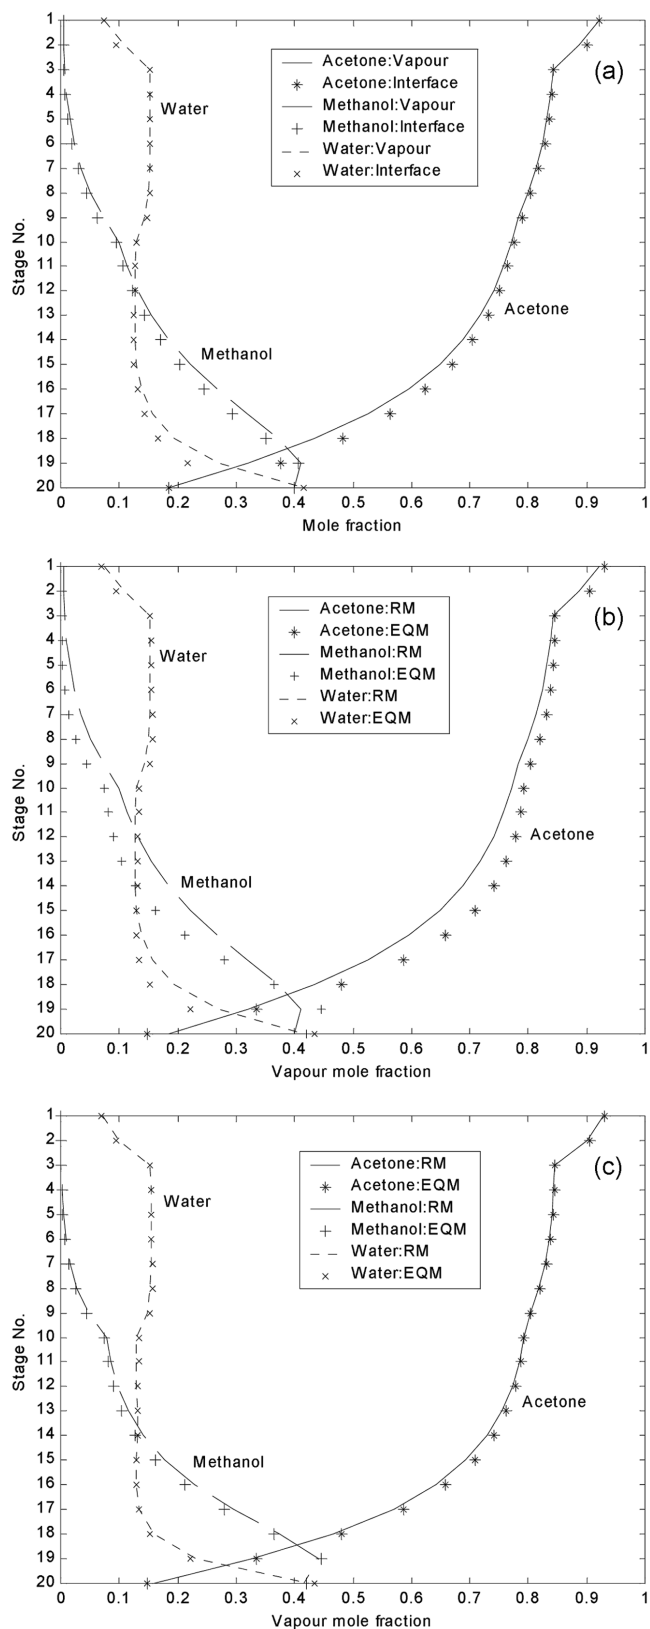 1
2
3
4
5
6
7
8
9
10
11
12
13
14
15
16
17
18
19
20
Stage No.
Acetone:Vapour
Acetone:Interface
Methanol:Vapour
Methanol:Interface
Water:Vapour
Water:Interface
(a)
Water
Acetone
Methanol
0 0.1 0.2 0.3 0.4 0.5 0.6 0.7 0.8 0.9 1
Mole fraction
1
2
3
4
5
6
7
8
9
10
11
12
13
14
15
16
17
18
19
20
Stage No.
Acetone:RM
Acetone:EQM
Methanol:RM
Methanol:EQM
Water:RM
Water:EQM
(b)
Water
Acetone
Methanol
0 0.1 0.2 0.3 0.4 0.5 0.6 0.7 0.8 0.9 1
Vapour mole fraction
1
2
3
4
5
6
7
8
9
10
11
12
13
14
15
16
17
18
19
20
Stage No.
Acetone:RM
Acetone:EQM
Methanol:RM
Methanol:EQM
Water:RM
Water:EQM
(c)
Water
Acetone
Methanol
0 0.1 0.2 0.3 0.4 0.5 0.6 0.7 0.8 0.9 1
Vapour mole fraction